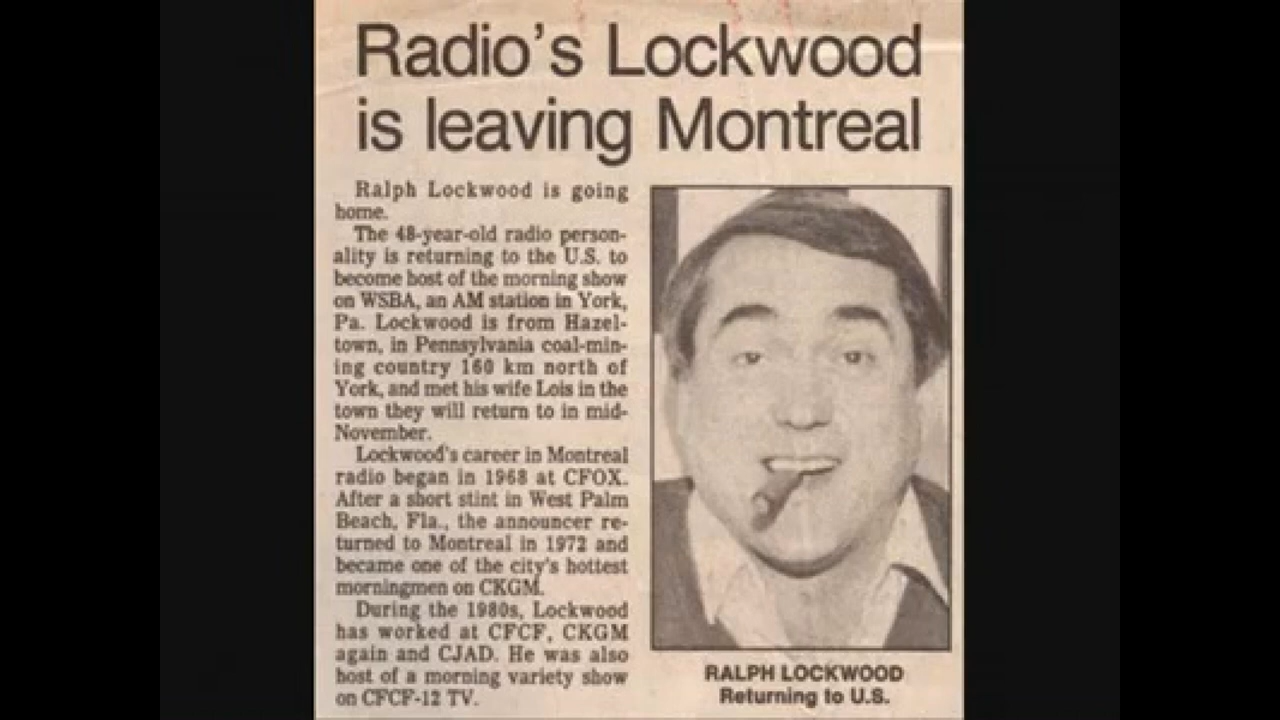 Radio's Lockwood
is leaving Montreal
Ralph Lockwood is going
home.
The 48-year-old radio person-
ality is returning to the U.S. to
become host of the morning show
on WSBA, an AM station in York,
Pa. Lockwood is from Hazel-
town, in Pennsylvania coal-min-
ing country 160 km north of
York, and met his wife Lois in the
town they will return to in mid-
November.
Lockwood's career in Montreal
radio began in 1968 at CFOX.
After a short stint in West Palm
Beach, Fla., the announcer re-
turned to Montreal in 1972 and
became one of the city's hottest
morningmen on CKGM.
During the 1980s, Lockwood
has worked at CFCF, CKGM
again and CJAD. He was also
host of a morning variety show
on CFCF-12 TV.
RALPH LOCKWOOD
Returning to U.S.